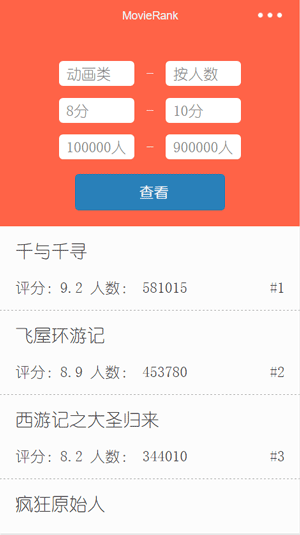 MovieRank
动画类 — 按人数
8分 — 10分
100000人 — 900000人
查看
千与千寻
评分：9.2 人数： 581015 #1
飞屋环游记
评分：8.9 人数： 453780 #2
西游记之大圣归来
评分：8.2 人数： 344010 #3
疯狂原始人